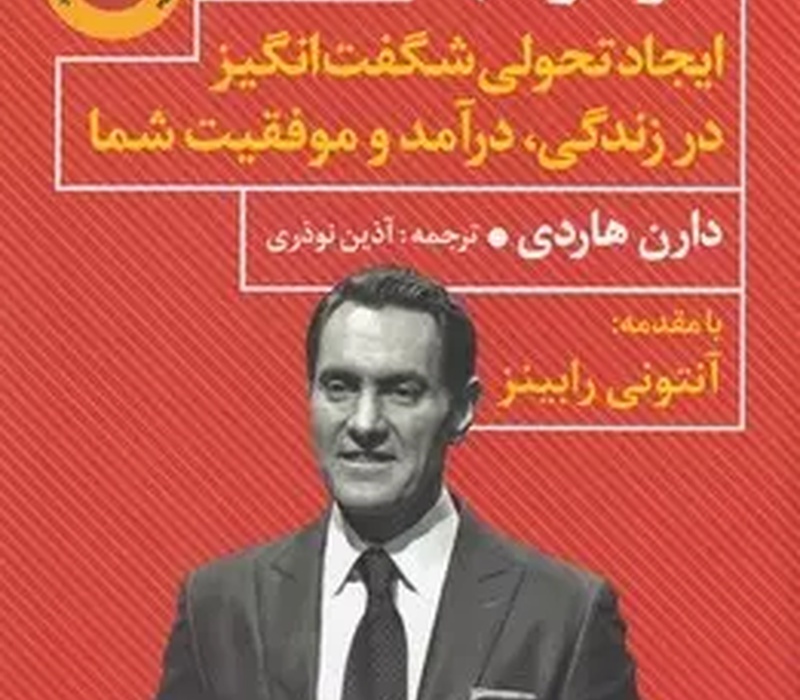 ایجاد تحولی شگفت‌انگیز
در زندگی، درآمد و موفقیت شما
دارن هاردی ● ترجمه: آذین نوذری
با مقدمه:
آنتونی رابینز